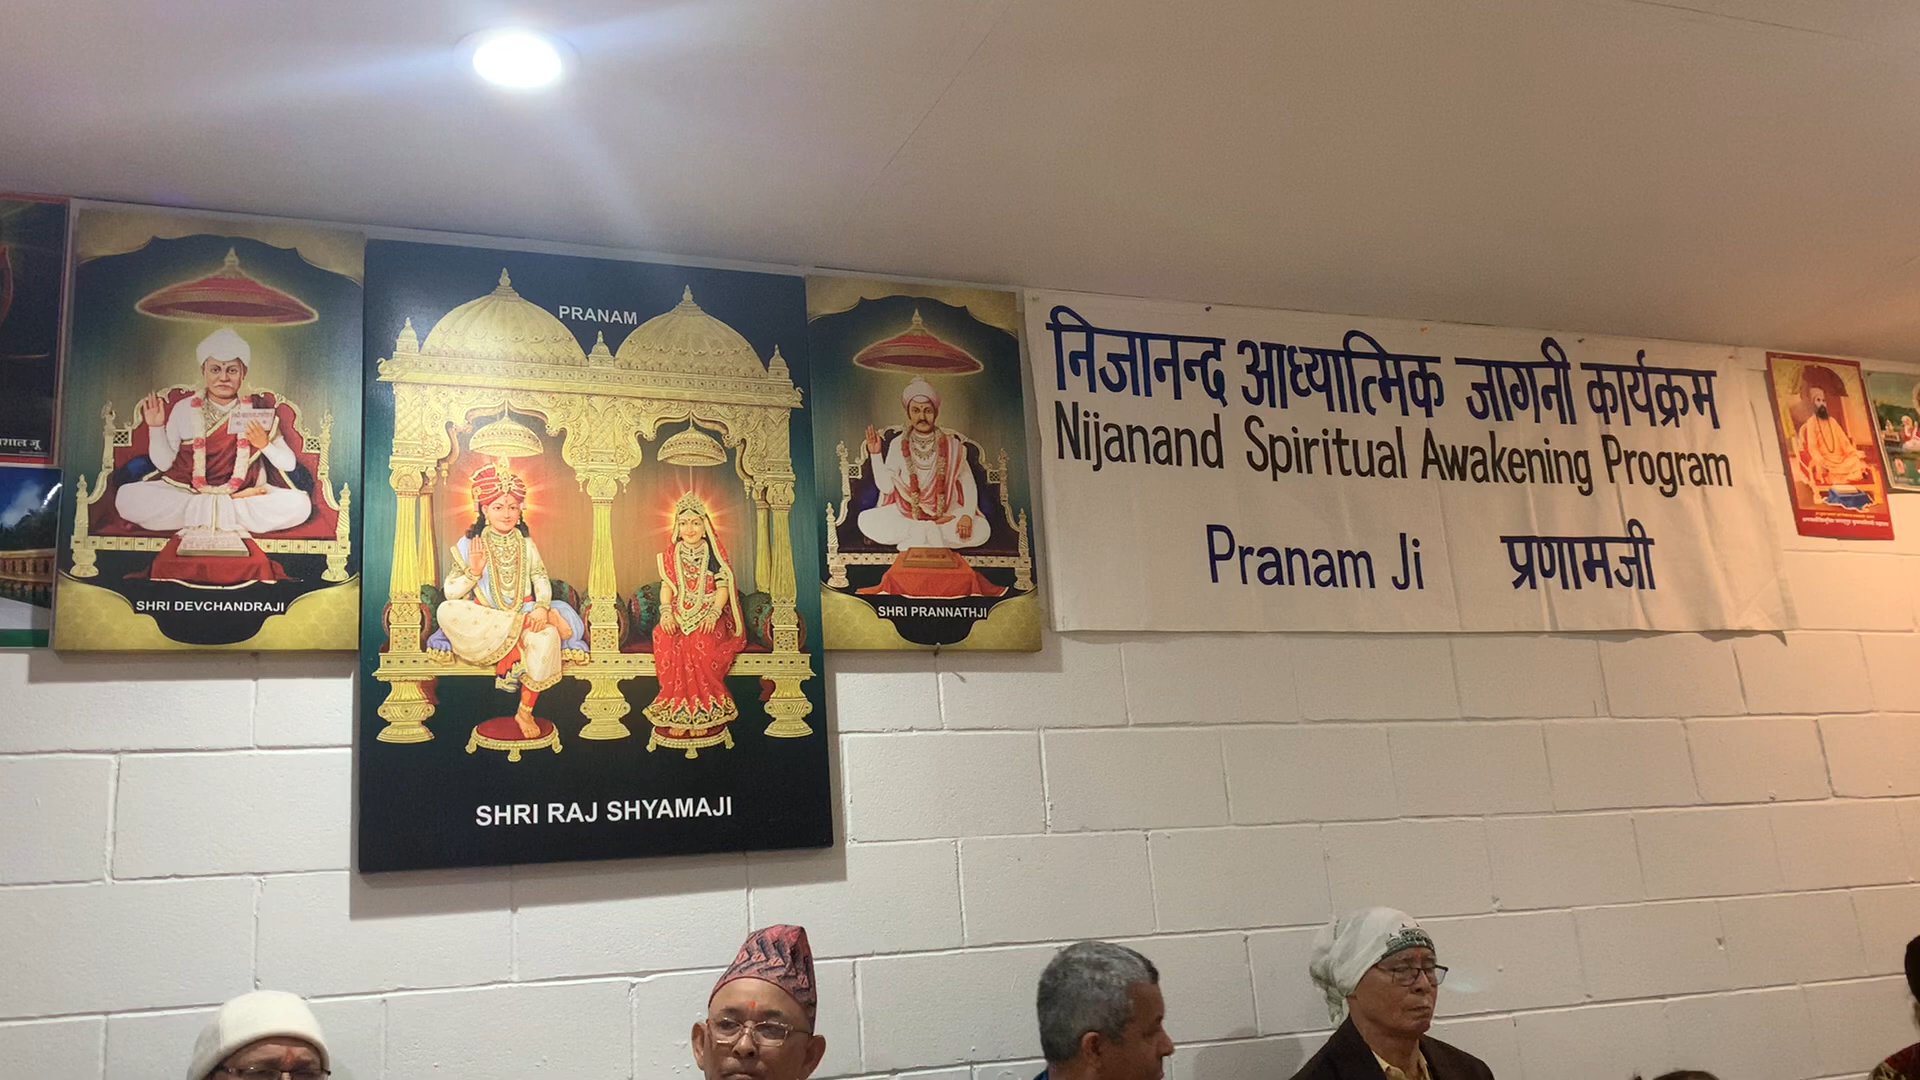 PRANAM
SHRI DEVCHANDRAJI
SHRI RAJ SHYAMAJI
SHRI PRANNATHJI
निजानन्द आध्यात्मिक जागनी कार्यक्रम
Nijanand Spiritual Awakening Program
Pranam Ji प्रणामजी